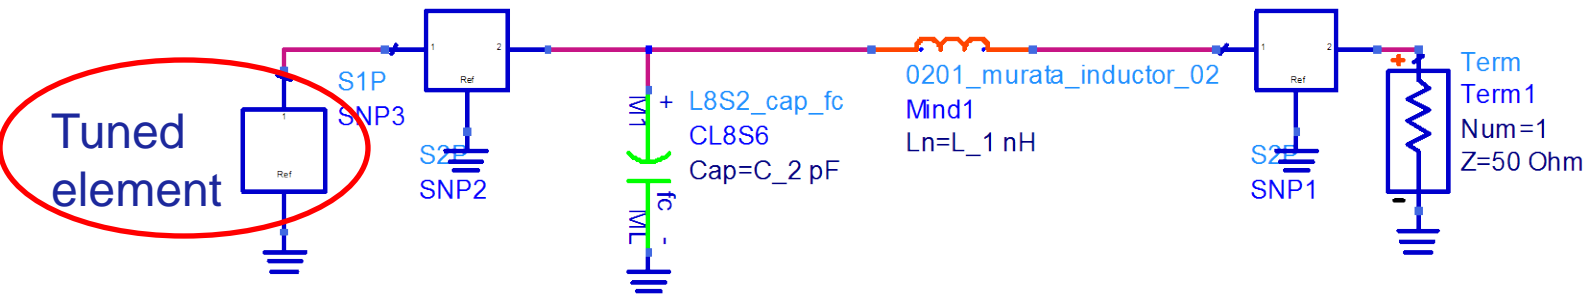 Tuned
element
1
Ref
S1P
SNP3
1
2
Ref
S2P
SNP2
M1
+
L8S2_cap_fc
CL8S6
Cap=C_2 pF
fc
ML
-
0201_murata_inductor_02
Mind1
Ln=L_1 nH
1
2
Ref
S2P
SNP1
+
-
Term
Term1
Num=1
Z=50 Ohm